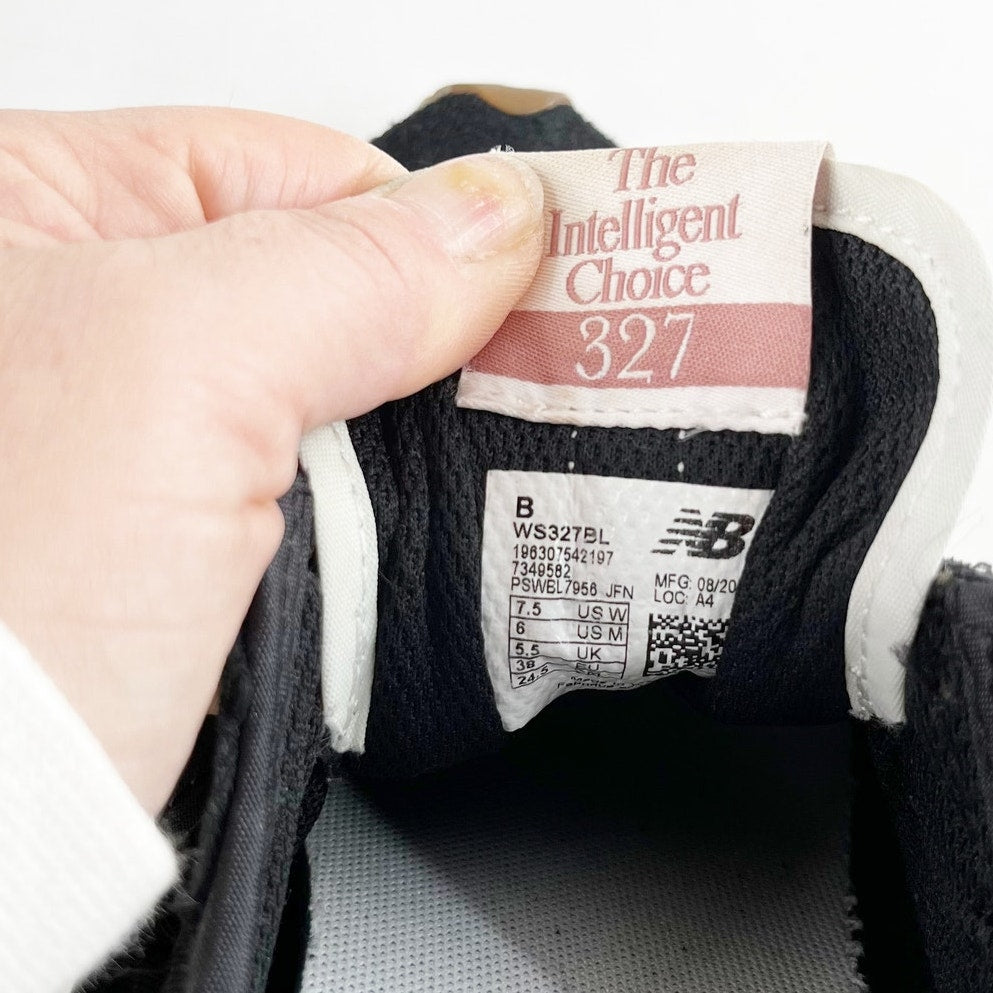 The
Intelligent
Choice
327
B
WS327BL
196307542197
7349582
PSWBL7956 JFN
7.5 US W
6 US M
5.5 UK
38 EU
24.5
NB
MFG: 08/20
LOC: A4